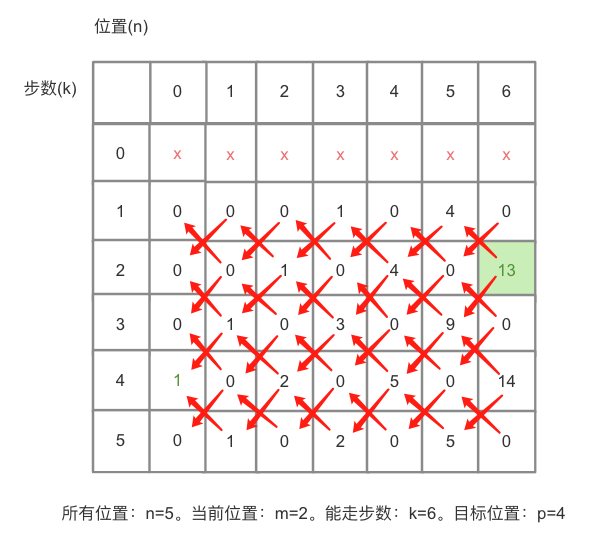 位置(n)
步数(k)
0 1 2 3 4 5 6
0 x x x x x x x
1 0 0 0 1 0 4 0
2 0 0 1 0 4 0 13
3 0 1 0 3 0 9 0
4 1 0 2 0 5 0 14
5 0 1 0 2 0 5 0
所有位置：n=5。当前位置：m=2。能走步数：k=6。目标位置：p=4